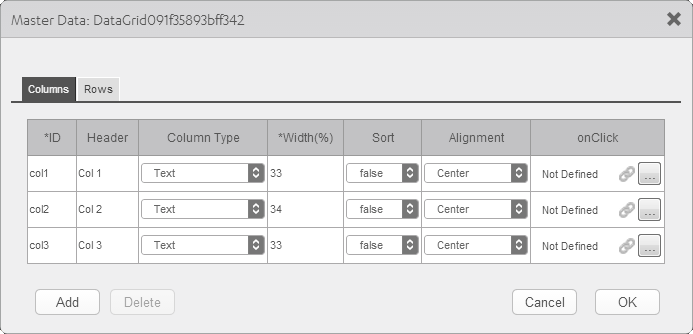 Master Data: DataGrid091f35893bff342
Columns Rows
*ID Header Column Type *Width(%) Sort Alignment onClick
col1 Col 1 Text 33 false Center Not Defined ...
col2 Col 2 Text 34 false Center Not Defined ...
col3 Col 3 Text 33 false Center Not Defined ...
Add Delete Cancel OK